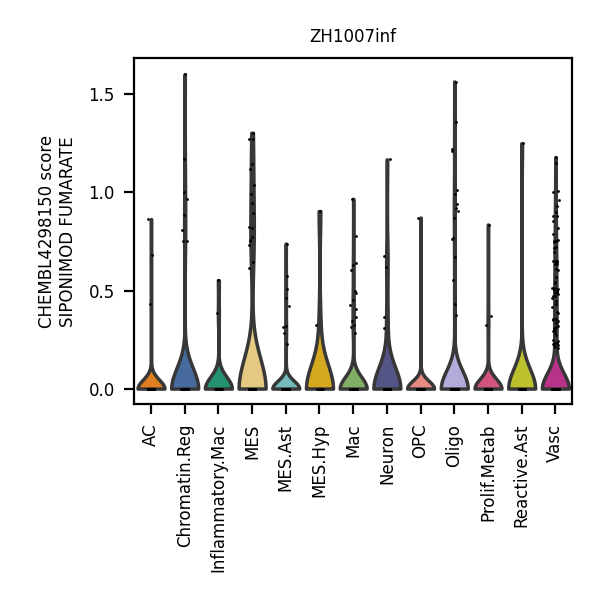 ZH1007inf
CHEMBL4298150 score
SIPONIMOD FUMARATE
1.5
1.0
0.5
0.0
AC
Chromatin.Reg
Inflammatory.Mac
MES
MES.Ast
MES.Hyp
Mac
Neuron
OPC
Oligo
Prolif.Metab
Reactive.Ast
Vasc